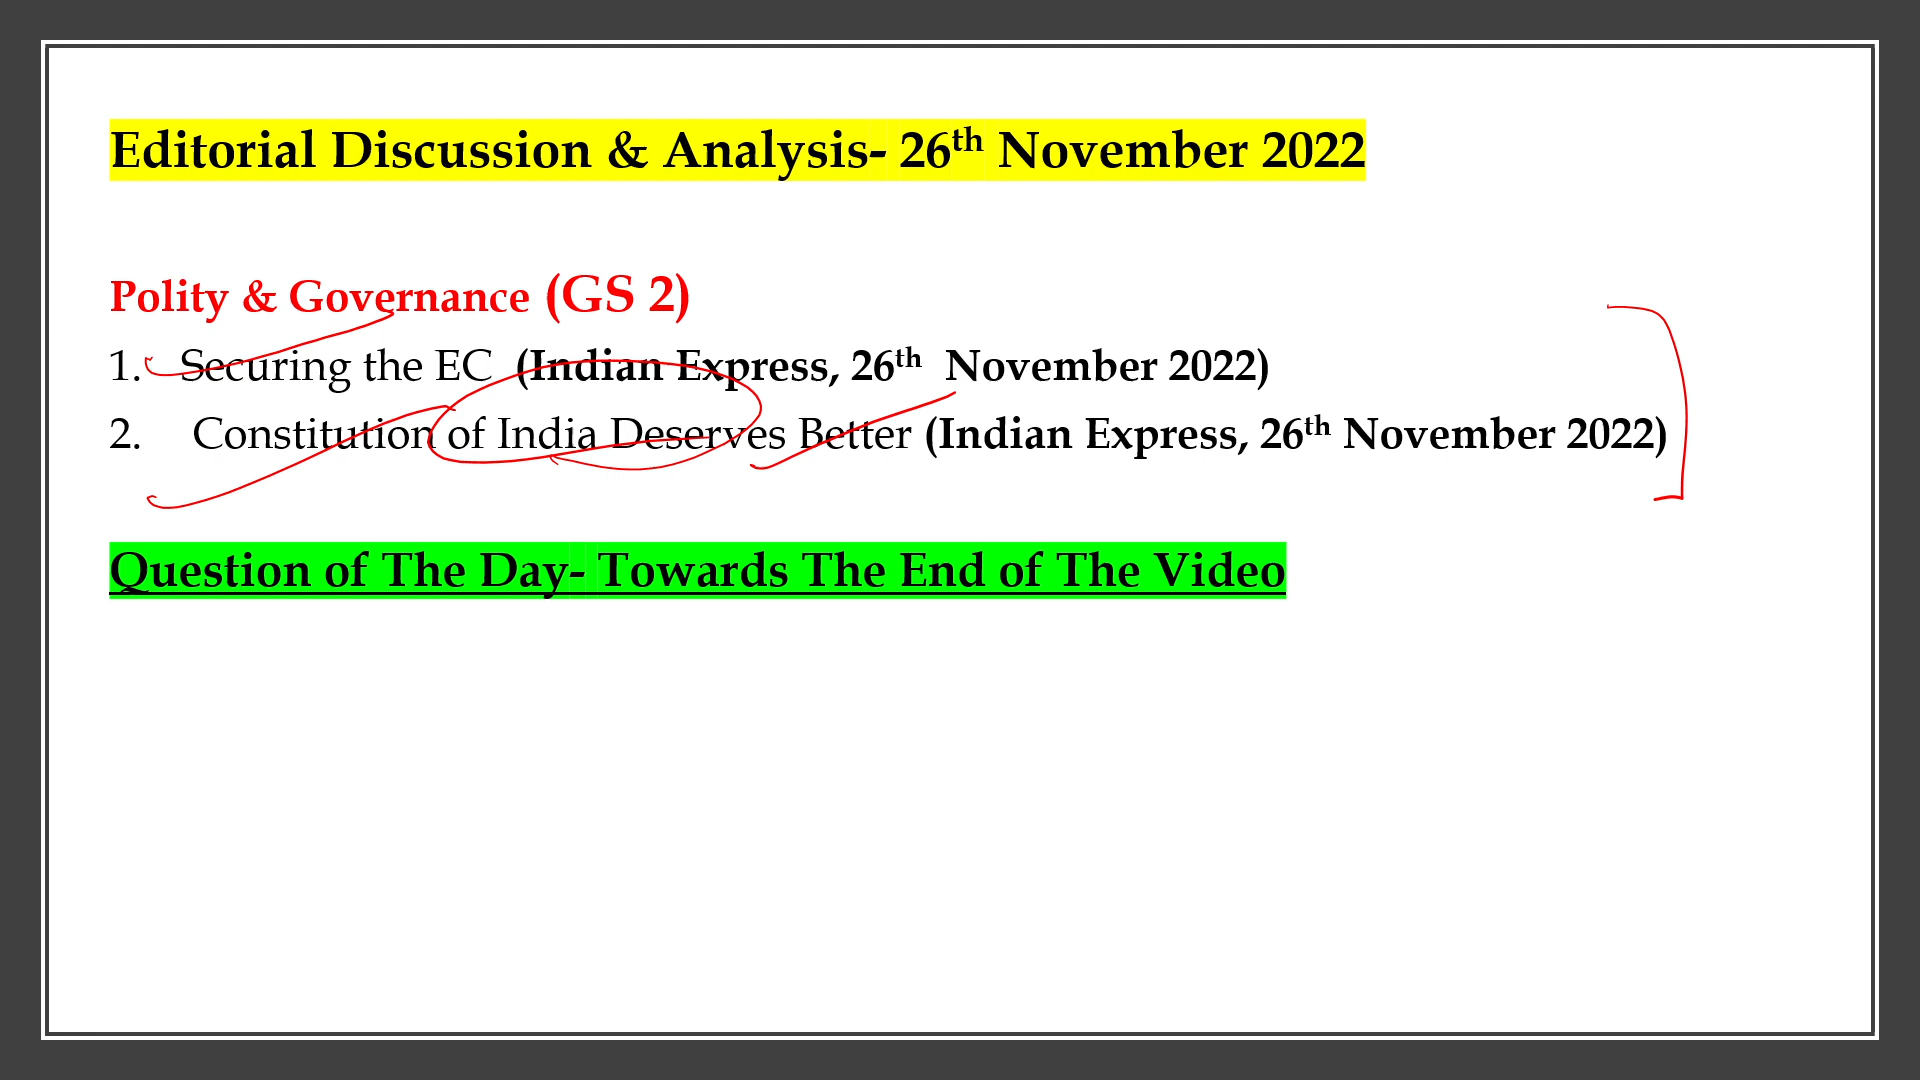 Editorial Discussion & Analysis- 26th November 2022
Polity & Governance (GS 2)
1. Securing the EC (Indian Express, 26th November 2022)
2. Constitution of India Deserves Better (Indian Express, 26th November 2022)
Question of The Day- Towards The End of The Video